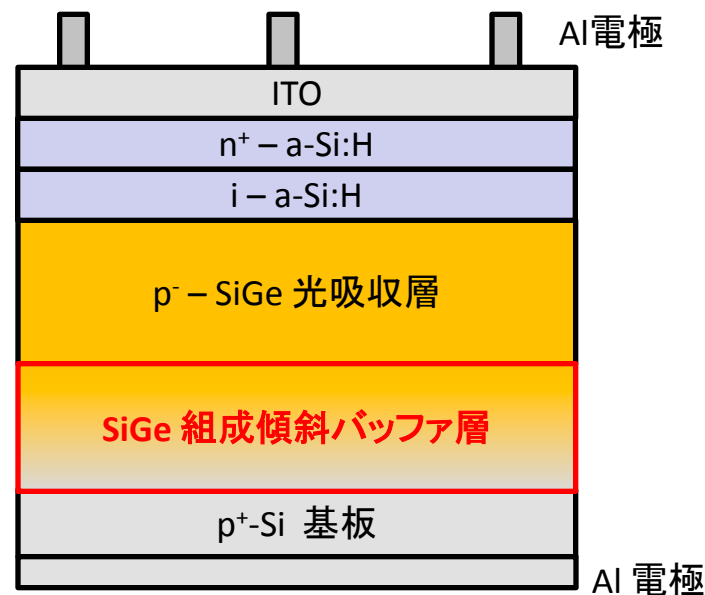 Al電極
ITO
n⁺ – a-Si:H
i – a-Si:H
p⁻ – SiGe 光吸収層
SiGe 組成傾斜バッファ層
p⁺-Si 基板
Al 電極